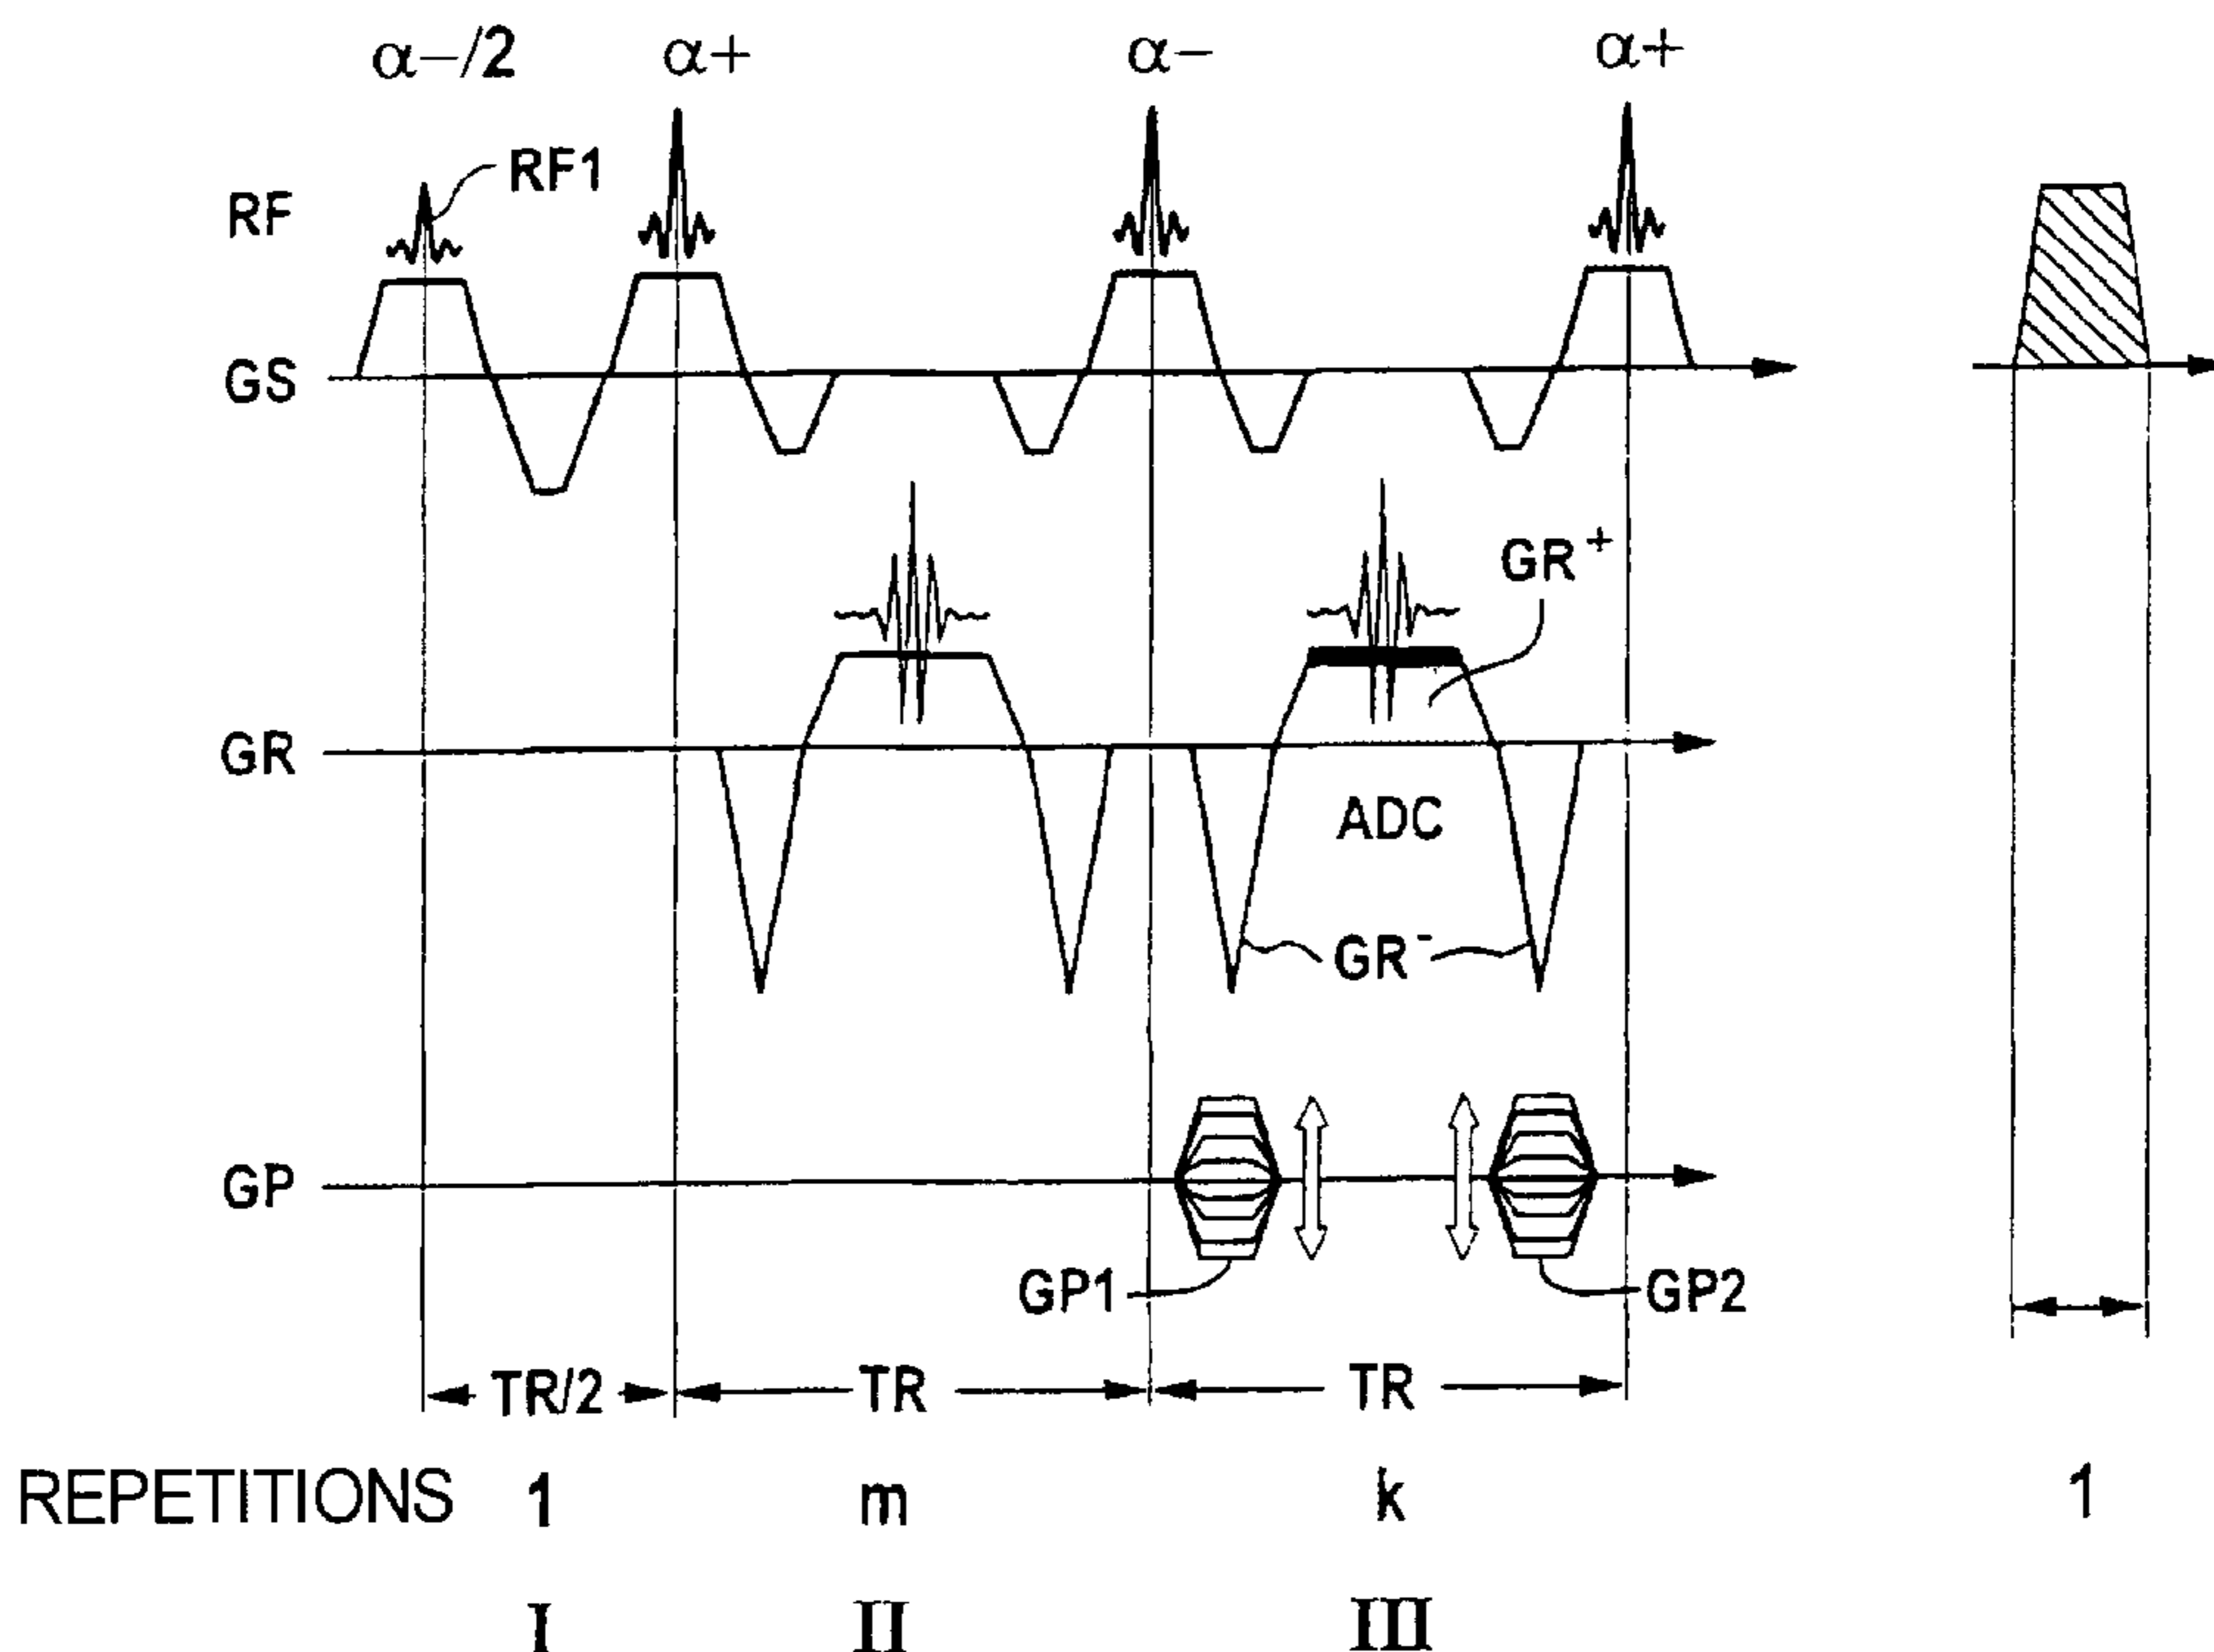 α−/2 α+ α− α+
RF1
RF
GS
GR+
GR
ADC
GR-
GP
GP1 GP2
TR/2 TR TR
REPETITIONS 1 m k 1
I II III